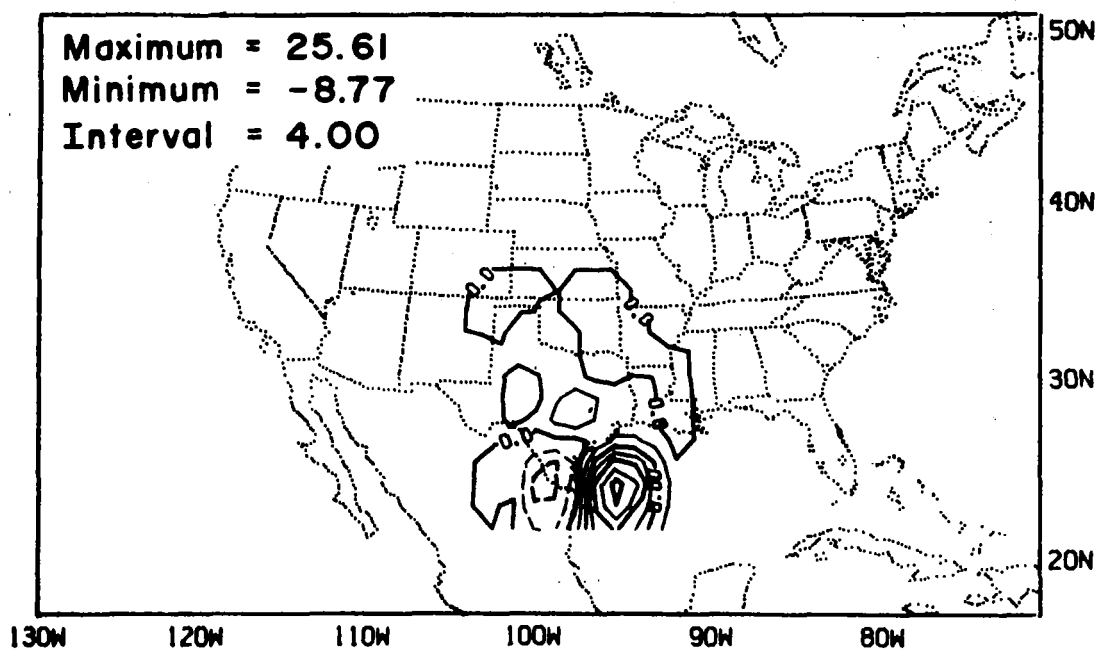 Maximum = 25.61
Minimum = -8.77
Interval = 4.00
50N
40N
30N
20N
0.0
0.0
0.0
130W
120W
110W
100W
90W
80W